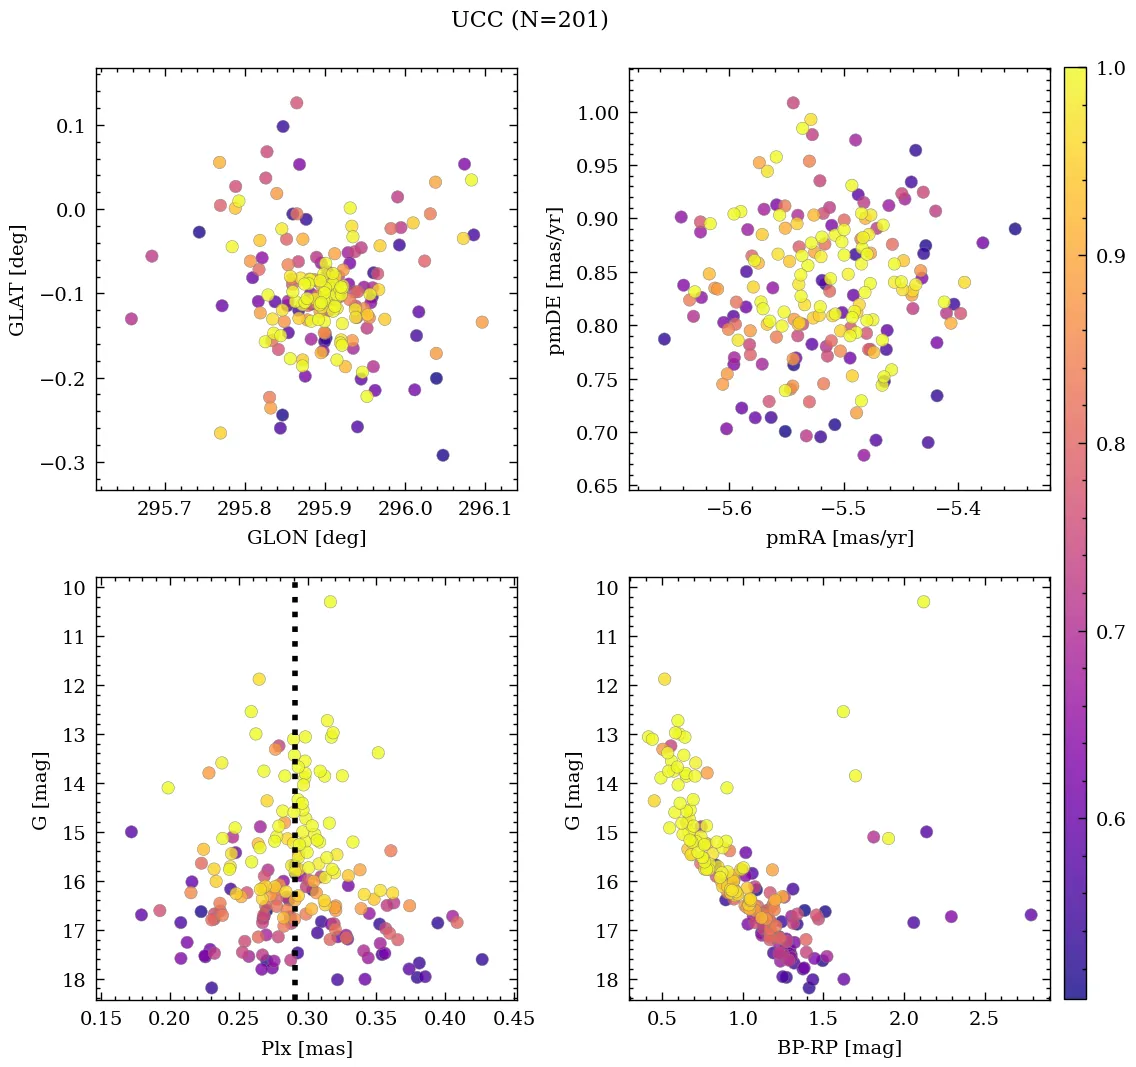 UCC (N=201)
0.1
0.0
−0.1
−0.2
−0.3
GLAT [deg]
295.7 295.8 295.9 296.0 296.1
GLON [deg]
1.00
0.95
0.90
0.85
0.80
0.75
0.70
0.65
pmDE [mas/yr]
−5.6 −5.5 −5.4
pmRA [mas/yr]
1.0
0.9
0.8
0.7
0.6
10
11
12
13
14
15
16
17
18
G [mag]
0.15 0.20 0.25 0.30 0.35 0.40 0.45
Plx [mas]
10
11
12
13
14
15
16
17
18
G [mag]
0.5 1.0 1.5 2.0 2.5
BP-RP [mag]